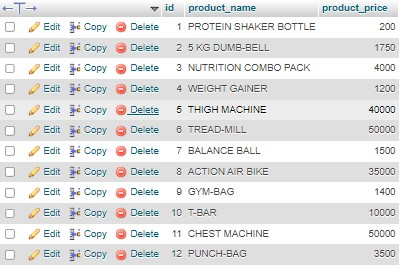 id product_name product_price
Edit Copy Delete 1 PROTEIN SHAKER BOTTLE 200
Edit Copy Delete 2 5 KG DUMB-BELL 1750
Edit Copy Delete 3 NUTRITION COMBO PACK 4000
Edit Copy Delete 4 WEIGHT GAINER 1200
Edit Copy Delete 5 THIGH MACHINE 40000
Edit Copy Delete 6 TREAD-MILL 50000
Edit Copy Delete 7 BALANCE BALL 1500
Edit Copy Delete 8 ACTION AIR BIKE 35000
Edit Copy Delete 9 GYM-BAG 1400
Edit Copy Delete 10 T-BAR 10000
Edit Copy Delete 11 CHEST MACHINE 50000
Edit Copy Delete 12 PUNCH-BAG 3500